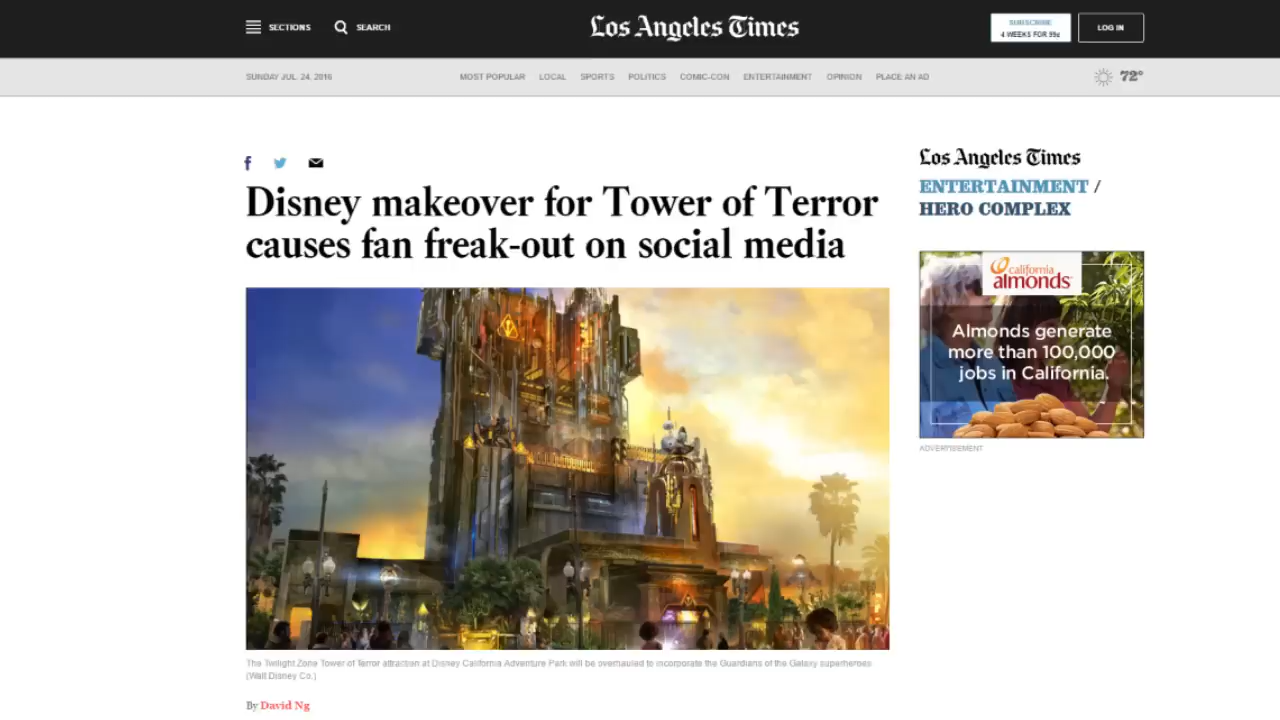 SECTIONS
SEARCH
Los Angeles Times
SUBSCRIBE
4 WEEKS FOR 99¢
LOG IN
SUNDAY JUL. 24, 2016
MOST POPULAR LOCAL SPORTS POLITICS COMIC-CON ENTERTAINMENT OPINION PLACE AN AD
72°
Disney makeover for Tower of Terror
causes fan freak-out on social media
The Twilight Zone Tower of Terror attraction at Disney California Adventure Park will be overhauled to incorporate the Guardians of the Galaxy superheroes
(Walt Disney Co.)
By David Ng
Los Angeles Times
ENTERTAINMENT /
HERO COMPLEX
california
almonds
Almonds generate
more than 100,000
jobs in California.
ADVERTISEMENT